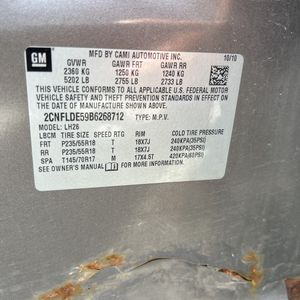 GM
MFD BY CAMI AUTOMOTIVE INC.
10/10
GVWR GAWR FRT GAWR RR
2360 KG 1250 KG 1240 KG
5202 LB 2755 LB 2733 LB
THIS VEHICLE CONFORMS TO ALL APPLICABLE U.S. FEDERAL MOTOR
VEHICLE SAFETY AND THEFT PREVENTION STANDARDS IN EFFECT ON
THE DATE OF MANUFACTURE SHOWN ABOVE.
2CNFLDE59B6268712 TYPE: M.P.V.
MODEL: LH26
LBCM TIRE SIZE SPEED RTG RIM COLD TIRE PRESSURE
FRT P235/55R18 T 18X7J 240KPA(35PSI)
RR P235/55R18 T 18X7J 240KPA(35PSI)
SPA T145/70R17 M 17X4.5T 420KPA(60PSI)
SEE OWNER'S MANUAL